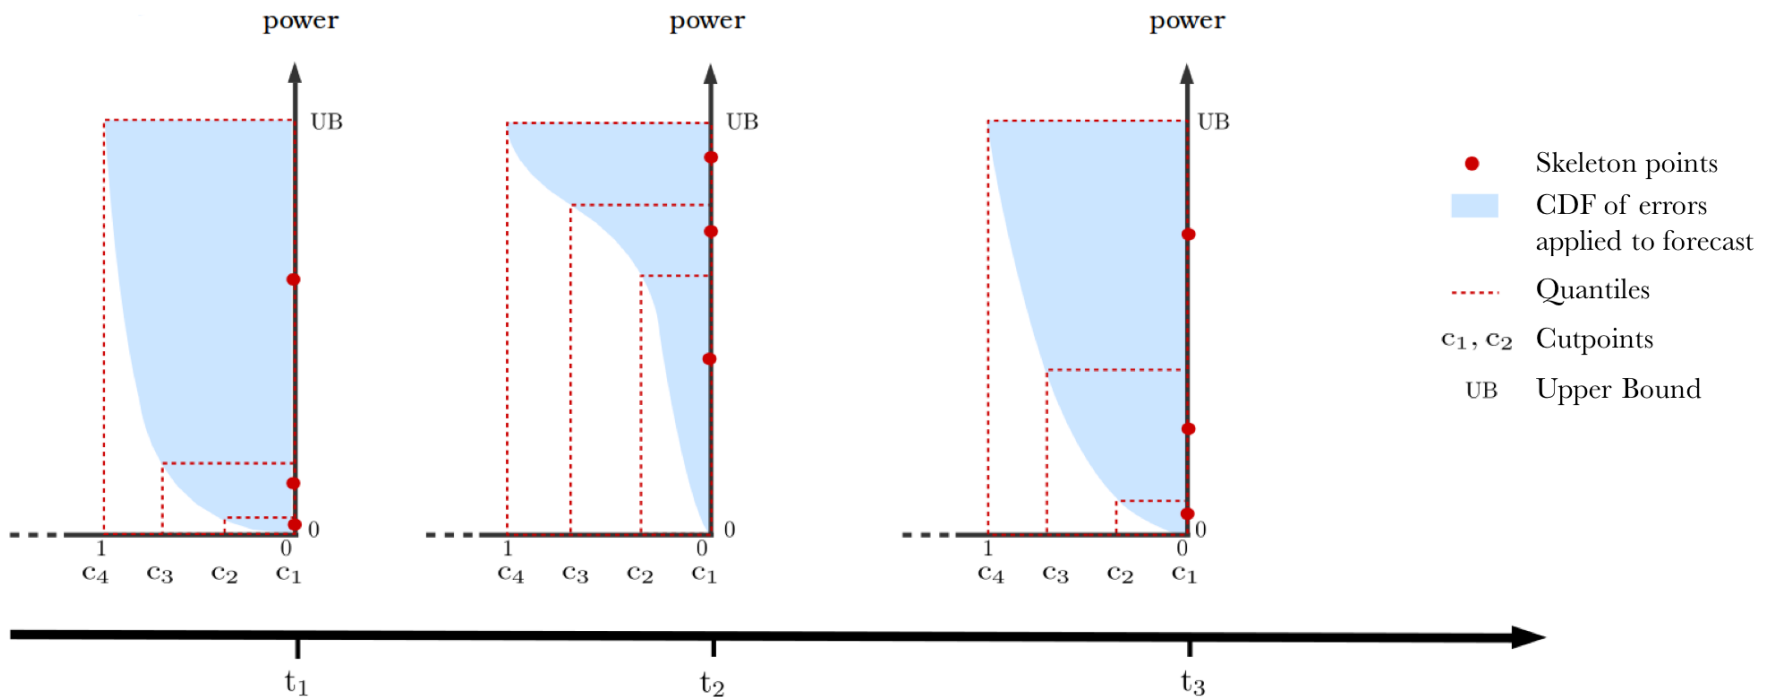 power power power
UB UB UB
Skeleton points
CDF of errors
applied to forecast
Quantiles
c₁, c₂ Cutpoints
UB Upper Bound
0 0 0
1 0 1 0 1 0
c₄ c₃ c₂ c₁ c₄ c₃ c₂ c₁ c₄ c₃ c₂ c₁
t₁ t₂ t₃